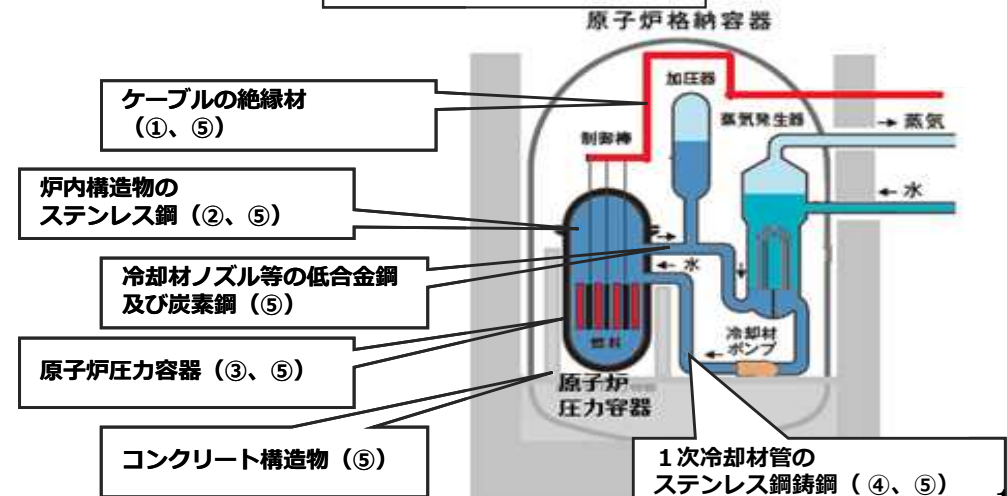 原子炉格納容器
ケーブルの絶縁材
(①、⑤)
加圧器
蒸気発生器
→ 蒸気
制御棒
炉内構造物の
ステンレス鋼(②、⑤)
← 水
冷却材ノズル等の低合金鋼
及び炭素鋼(⑤)
← 水
原子炉圧力容器(③、⑤)
燃料
冷却材
ポンプ
原子炉
圧力容器
コンクリート構造物(⑤)
1次冷却材管の
ステンレス鋼鋳鋼( ④、⑤)